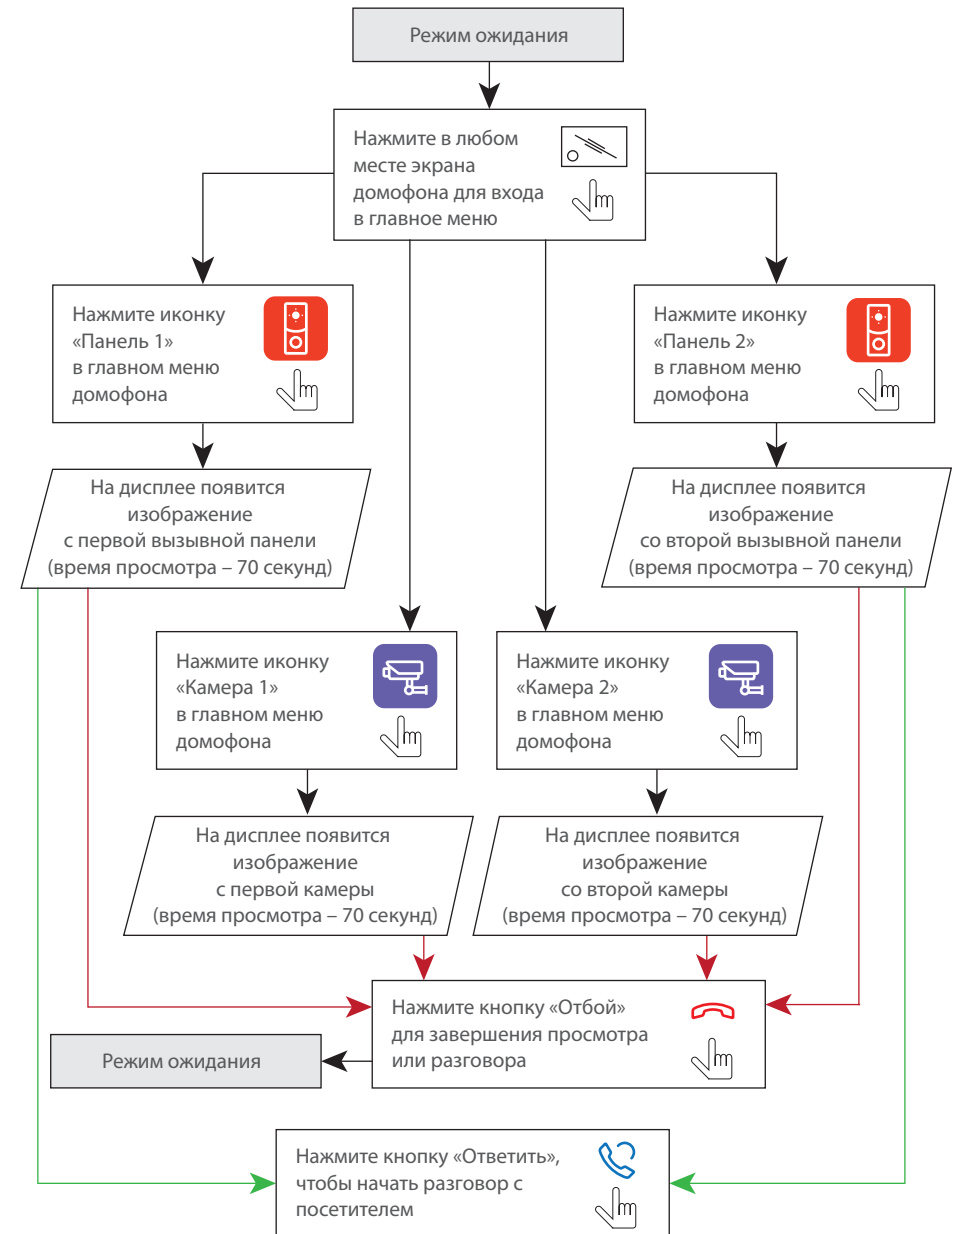 Режим ожидания
Нажмите в любом
месте экрана
домофона для входа
в главное меню
Нажмите иконку
«Панель 1»
в главном меню
домофона
Нажмите иконку
«Панель 2»
в главном меню
домофона
На дисплее появится
изображение
с первой вызывной панели
(время просмотра – 70 секунд)
На дисплее появится
изображение
со второй вызывной панели
(время просмотра – 70 секунд)
Нажмите иконку
«Камера 1»
в главном меню
домофона
Нажмите иконку
«Камера 2»
в главном меню
домофона
На дисплее появится
изображение
с первой камеры
(время просмотра – 70 секунд)
На дисплее появится
изображение
со второй камеры
(время просмотра – 70 секунд)
Нажмите кнопку «Отбой»
для завершения просмотра
или разговора
Режим ожидания
Нажмите кнопку «Ответить»,
чтобы начать разговор с
посетителем